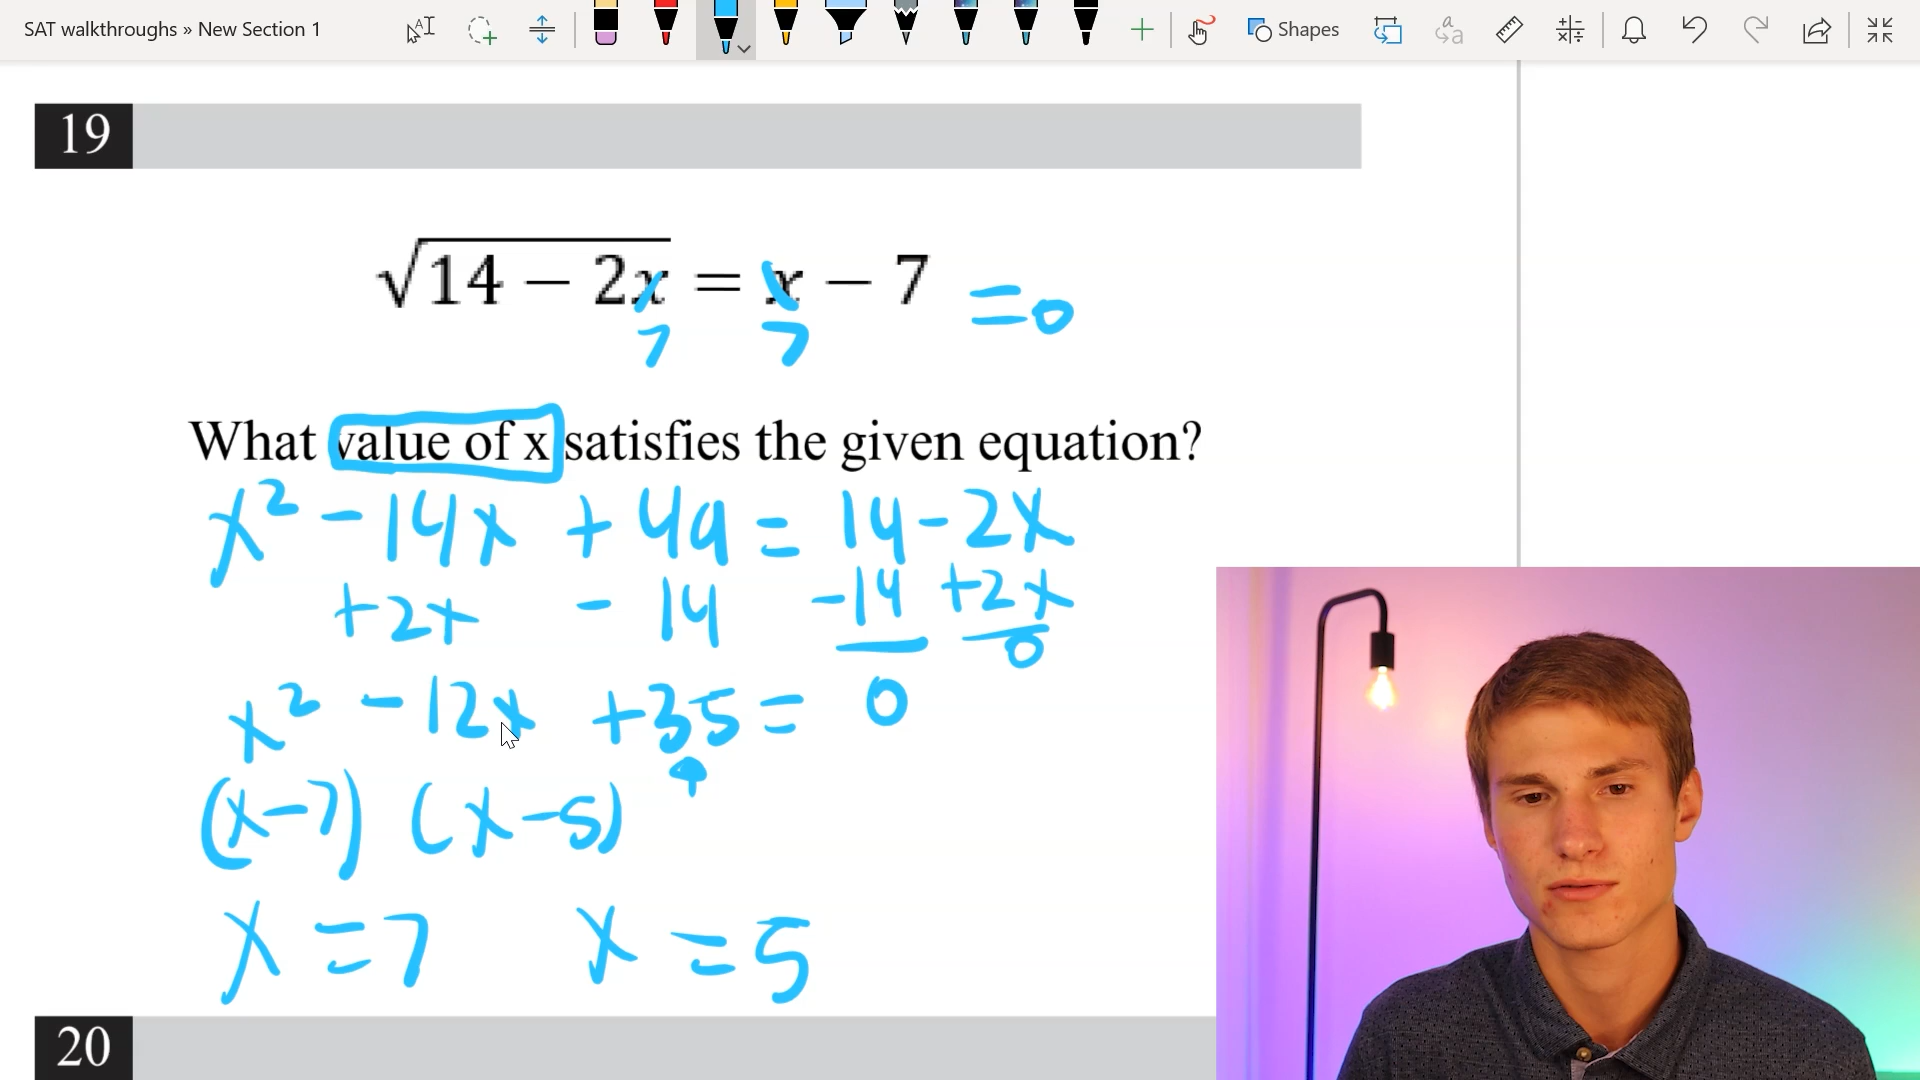 SAT walkthroughs » New Section 1
Shapes
19
√14 − 2x = x − 7 = 0
7 7
What value of x satisfies the given equation?
x² - 14x + 49 = 14 - 2x
+2x - 14 -14 +2x
0
x² - 12x + 35 = 0
(x-7) (x-5)
x = 7 x = 5
20